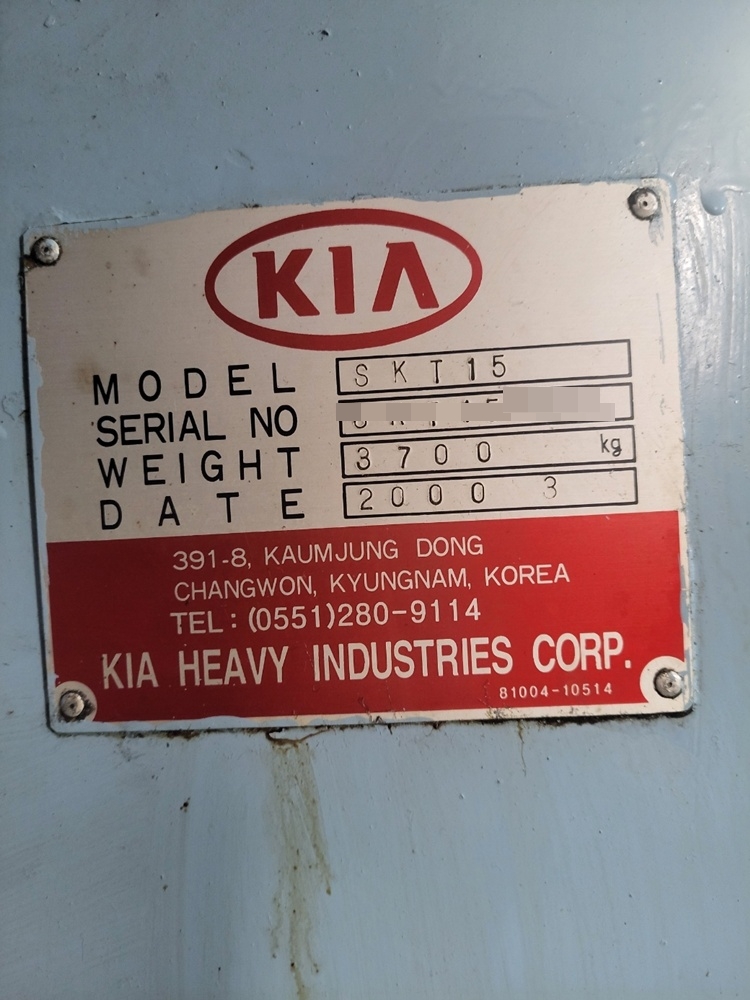 KIA
MODEL SKT15
SERIAL NO
WEIGHT 3700 kg
DATE 2000 3
391-8, KAUMJUNG DONG
CHANGWON, KYUNGNAM, KOREA
TEL : (0551)280-9114
KIA HEAVY INDUSTRIES CORP.
81004-10514